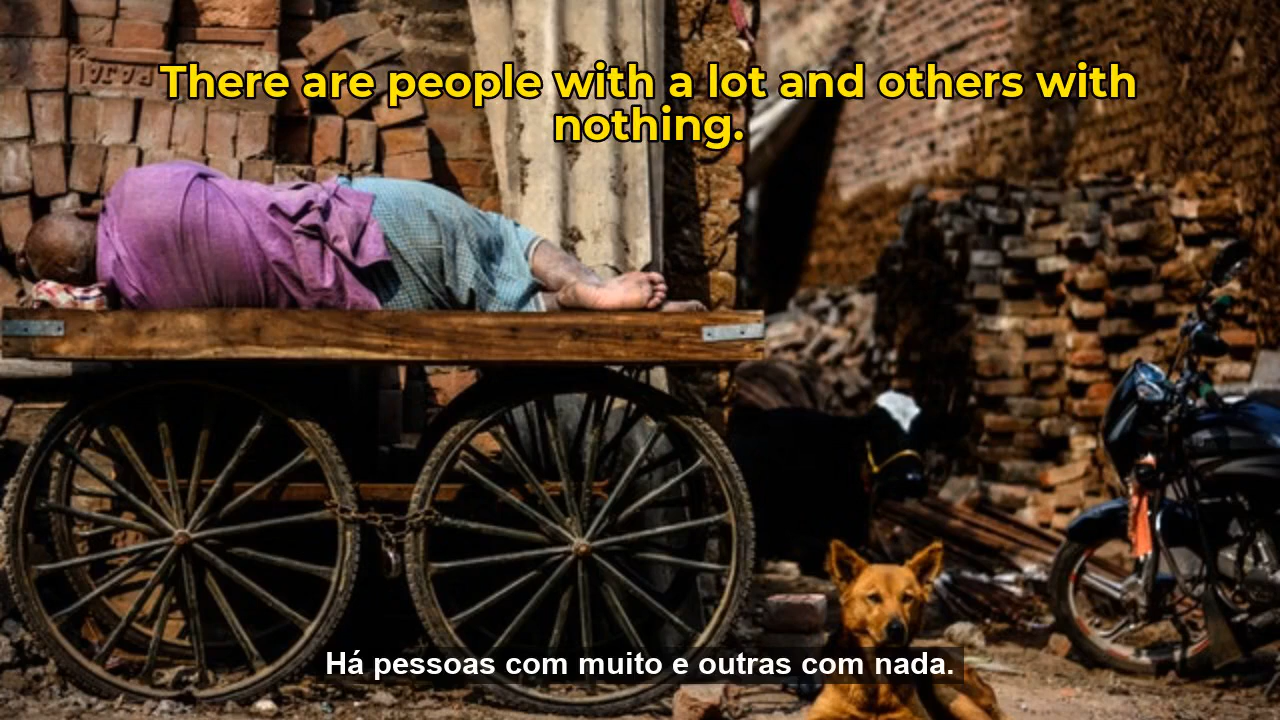 There are people with a lot and others with
nothing.
Há pessoas com muito e outras com nada.